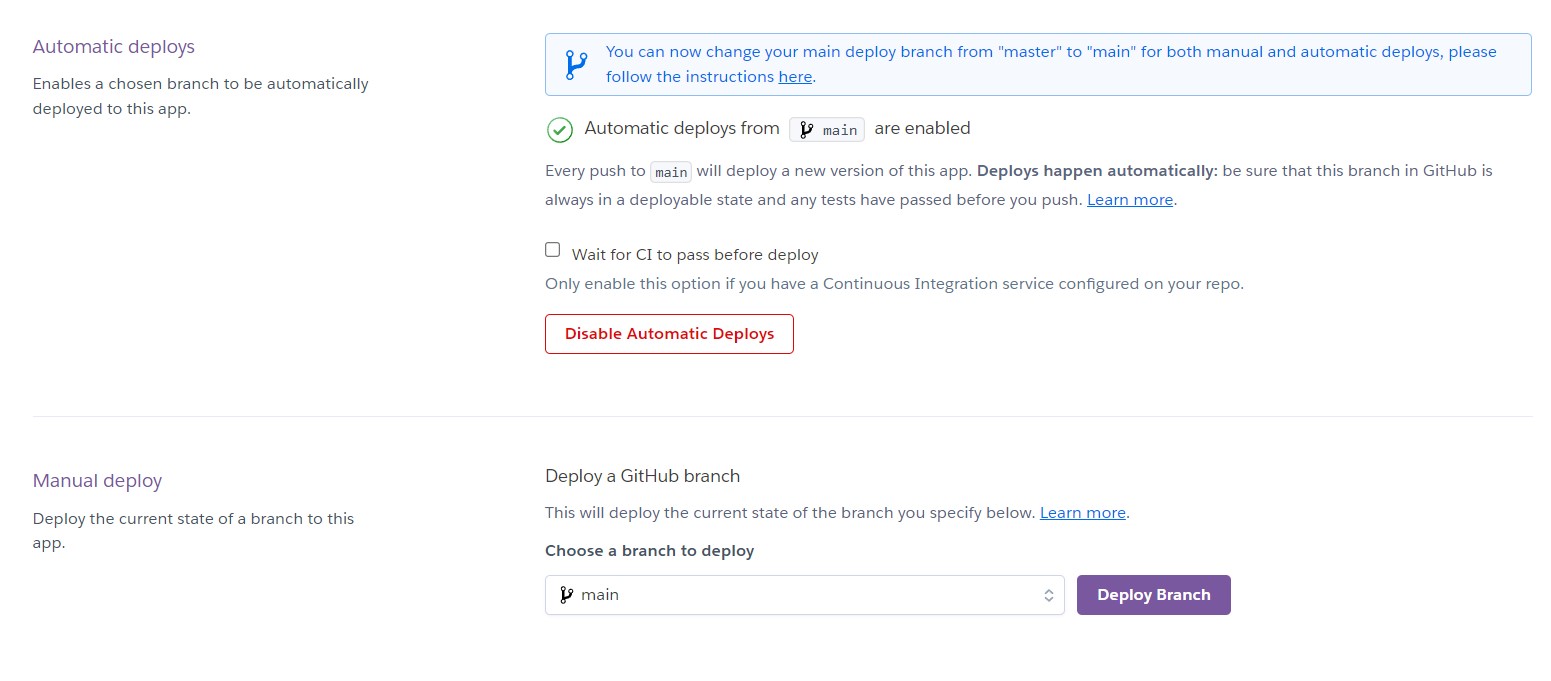 Automatic deploys
Enables a chosen branch to be automatically
deployed to this app.
You can now change your main deploy branch from "master" to "main" for both manual and automatic deploys, please
follow the instructions here.
Automatic deploys from main are enabled
Every push to main will deploy a new version of this app. Deploys happen automatically: be sure that this branch in GitHub is
always in a deployable state and any tests have passed before you push. Learn more.
Wait for CI to pass before deploy
Only enable this option if you have a Continuous Integration service configured on your repo.
Disable Automatic Deploys
Manual deploy
Deploy the current state of a branch to this
app.
Deploy a GitHub branch
This will deploy the current state of the branch you specify below. Learn more.
Choose a branch to deploy
main
Deploy Branch